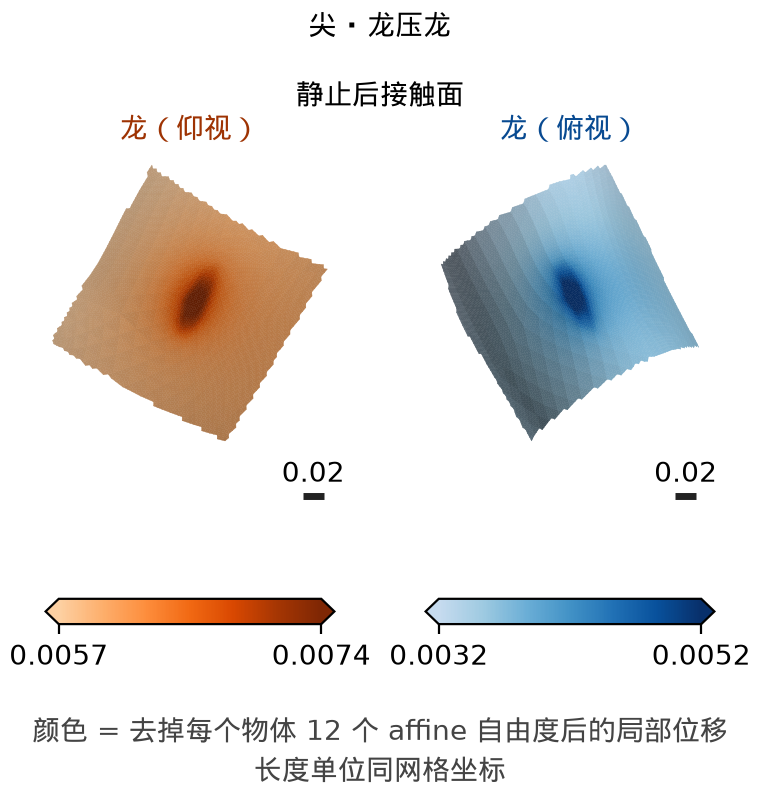 尖 · 龙压龙
静止后接触面
龙（仰视） 龙（俯视）
0.02 0.02
0.0057 0.0074 0.0032 0.0052
颜色 = 去掉每个物体 12 个 affine 自由度后的局部位移
长度单位同网格坐标